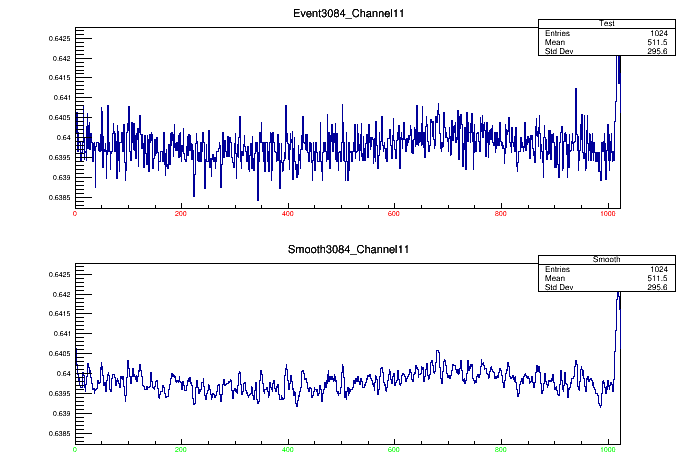 Event3084_Channel11
Test
Entries 1024
Mean 511.5
Std Dev 295.6
0.6425
0.642
0.6415
0.641
0.6405
0.64
0.6395
0.639
0.6385
0 200 400 600 800 1000
Smooth3084_Channel11
Smooth
Entries 1024
Mean 511.5
Std Dev 295.6
0.6425
0.642
0.6415
0.641
0.6405
0.64
0.6395
0.639
0.6385
0 200 400 600 800 1000